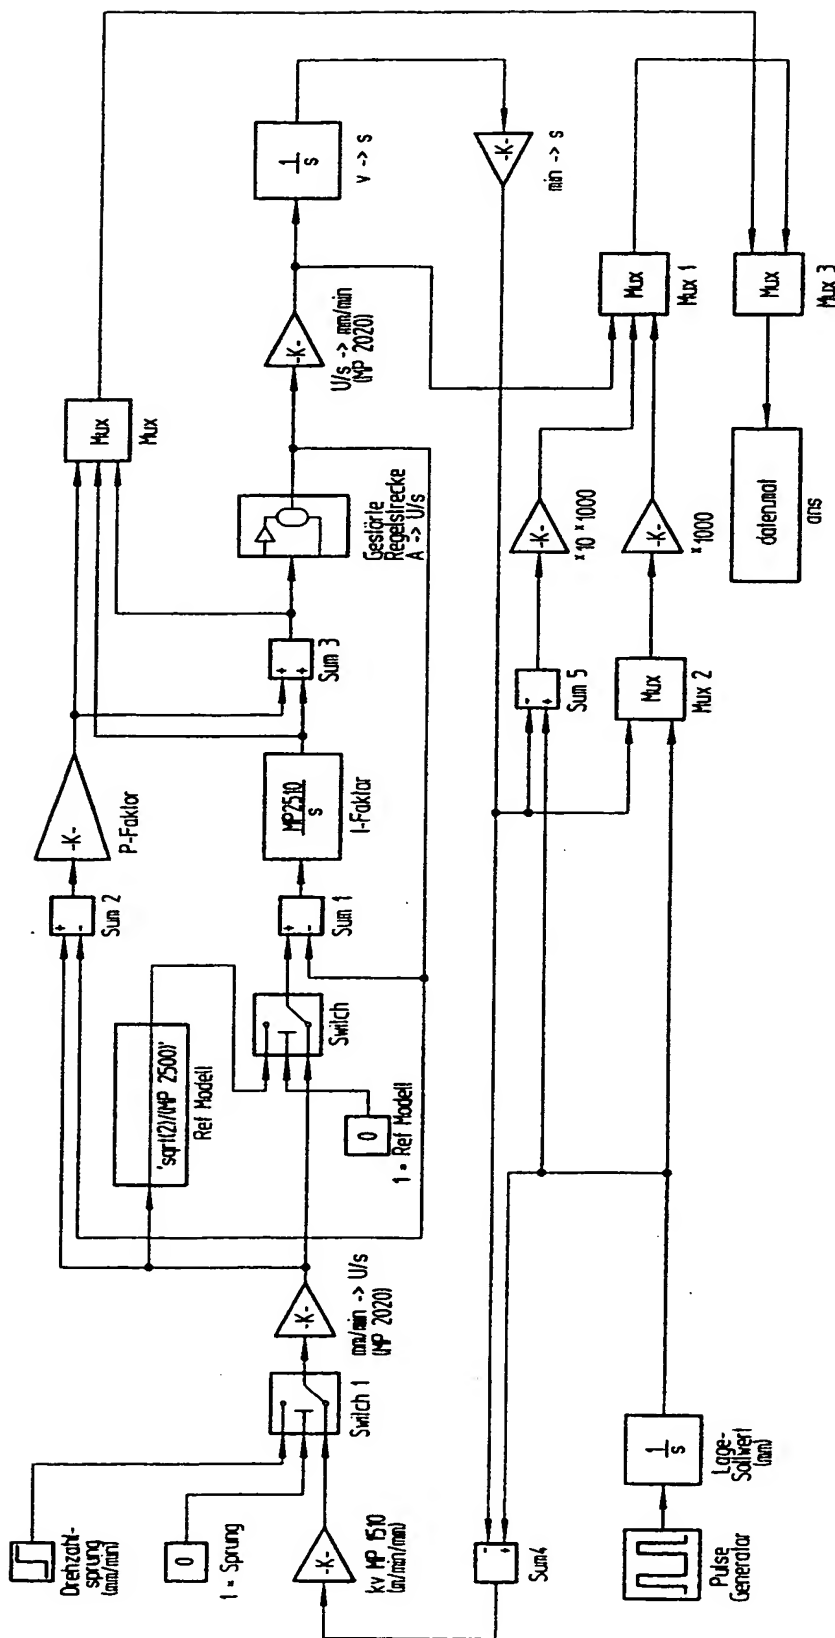 Drehzahl-
sprung
(mm/min)
0
1 = Sprung
-K-
kv MP 1510
(m/min/mm)
Switch 1
-K-
mm/min -> U/s
(MP 2020)
'sqrt(2)/(MP 2500)'
Ref Modell
0
1 = Ref Modell
Switch
+
-
Sum 2
-K-
P-Faktor
+
-
Sum 1
MP2510
s
I-Faktor
+
+
Sum 3
Gestörte
Regelstrecke
A -> U/s
Mux
Mux
-K-
U/s -> mm/min
(MP 2020)
1
s
v -> s
-K-
min -> s
-
+
Sum4
Pulse
Generator
1
s
Lage-
Sollwert
(mm)
-
+
Sum 5
Mux
Mux 2
-K-
*10 *1000
-K-
*1000
Mux
Mux 1
Mux
Mux 3
daten.mat
ans